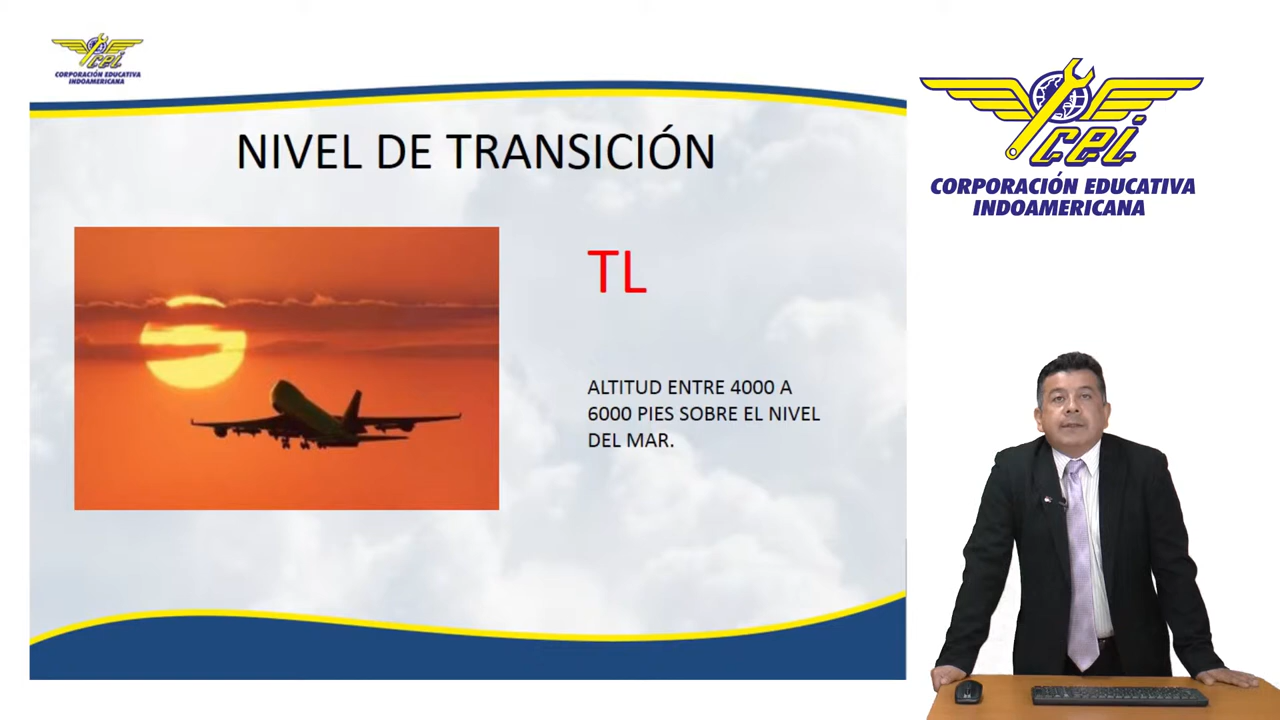 cei
CORPORACIÓN EDUCATIVA
INDOAMERICANA
NIVEL DE TRANSICIÓN
TL
ALTITUD ENTRE 4000 A
6000 PIES SOBRE EL NIVEL
DEL MAR.
cei
CORPORACIÓN EDUCATIVA
INDOAMERICANA